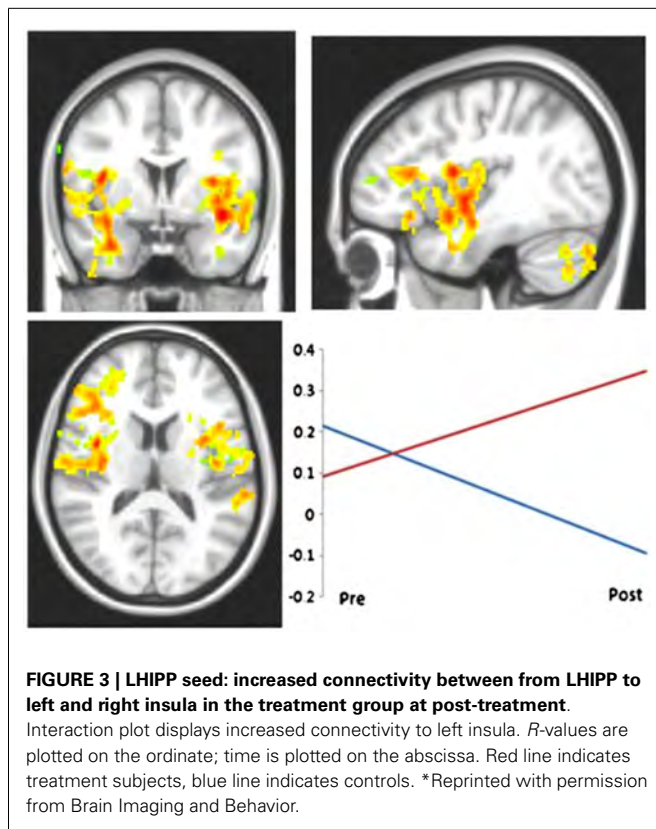 0.4
0.3
0.2
0.1
0
-0.1
-0.2
Pre
Post
FIGURE 3 | LHIPP seed: increased connectivity between from LHIPP to
left and right insula in the treatment group at post-treatment.
Interaction plot displays increased connectivity to left insula. R-values are
plotted on the ordinate; time is plotted on the abscissa. Red line indicates
treatment subjects, blue line indicates controls. *Reprinted with permission
from Brain Imaging and Behavior.